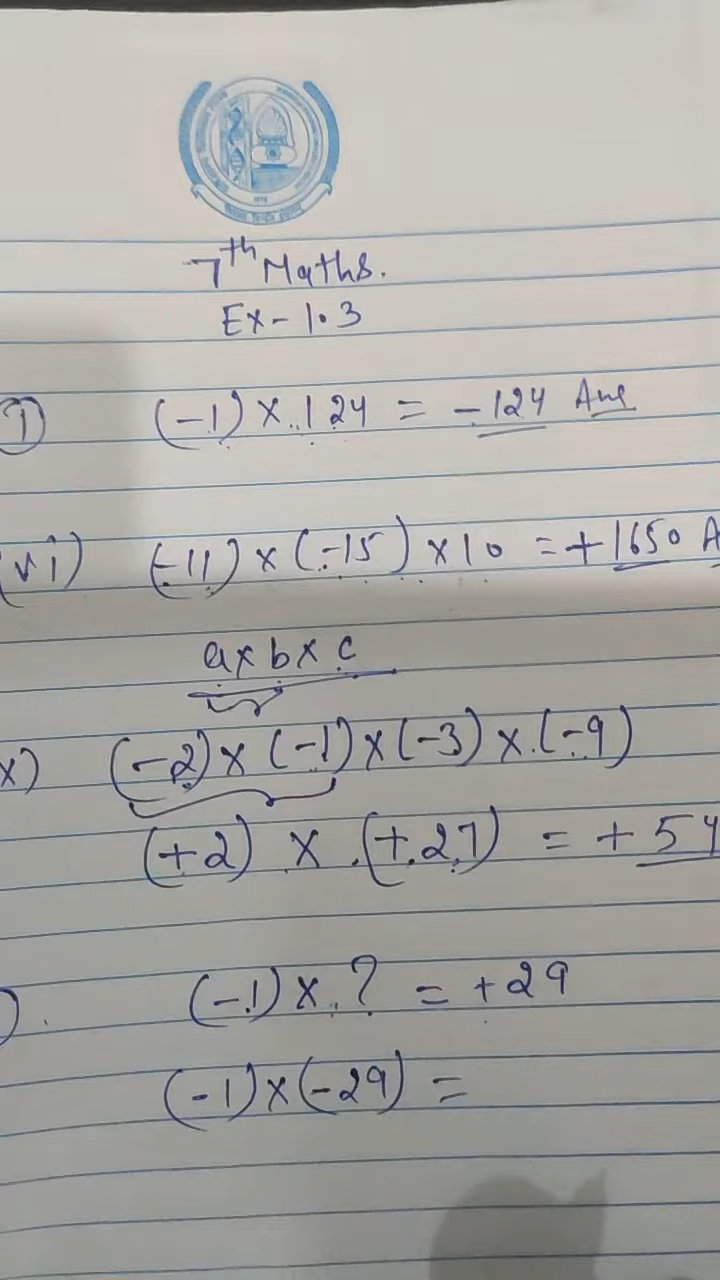 7th Maths.
Ex-1.3
① (-1) × 124 = -124 Ans
(vi) (-11) × (-15) × 10 = +1650 A
a × b × c
x) (-2) × (-1) × (-3) × (-9)
(+2) × (+27) = +54
). (-1) × ? = +29
(-1) × (-29) =